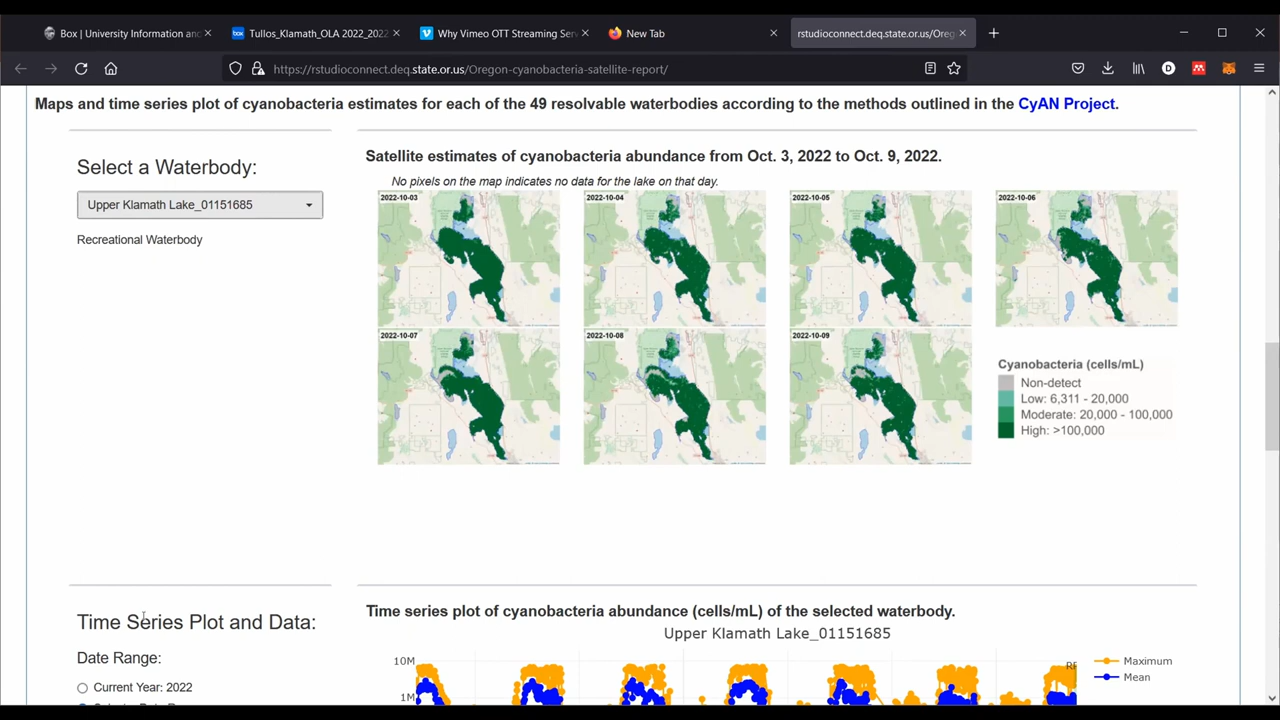 Box | University Information and
Tullos_Klamath_OLA 2022_2022
Why Vimeo OTT Streaming Serv
New Tab
rstudioconnect.deq.state.or.us/Oreg
https://rstudioconnect.deq.state.or.us/Oregon-cyanobacteria-satellite-report/
Maps and time series plot of cyanobacteria estimates for each of the 49 resolvable waterbodies according to the methods outlined in the CyAN Project.
Select a Waterbody:
Upper Klamath Lake_01151685
Recreational Waterbody
Satellite estimates of cyanobacteria abundance from Oct. 3, 2022 to Oct. 9, 2022.
No pixels on the map indicates no data for the lake on that day.
2022-10-03
2022-10-04
2022-10-05
2022-10-06
2022-10-07
2022-10-08
2022-10-09
Cyanobacteria (cells/mL)
Non-detect
Low: 6,311 - 20,000
Moderate: 20,000 - 100,000
High: >100,000
Time Series Plot and Data:
Date Range:
Current Year: 2022
Time series plot of cyanobacteria abundance (cells/mL) of the selected waterbody.
Upper Klamath Lake_01151685
10M
1M
Maximum
Mean